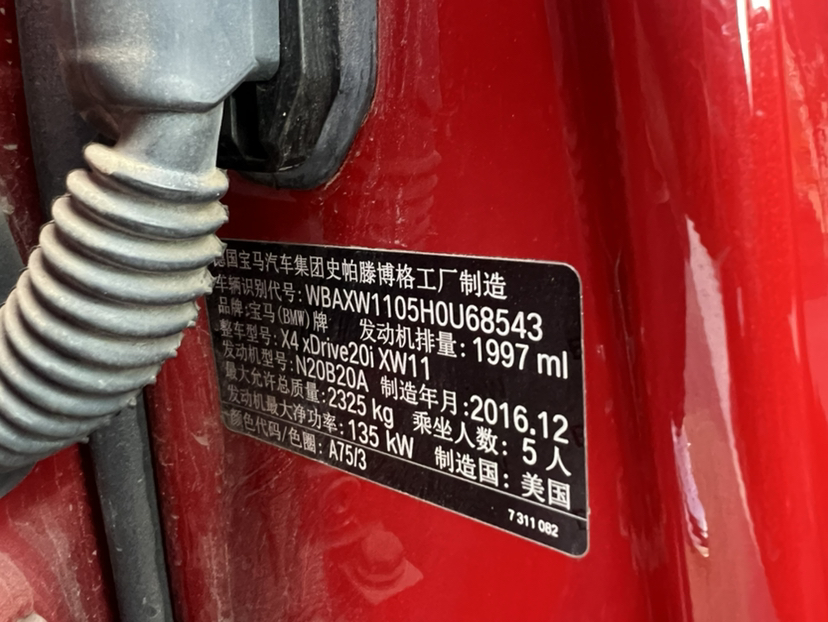 德国宝马汽车集团史帕滕博格工厂制造
车辆识别代号: WBAXW1105H0U68543
品牌: 宝马(BMW)牌 发动机排量: 1997 ml
整车型号: X4 xDrive20i XW11
发动机型号: N20B20A 制造年月: 2016.12
最大允许总质量: 2325 kg 乘坐人数: 5人
发动机最大净功率: 135 kW 制造国: 美国
颜色代码/色圈: A75/3
7 311 082